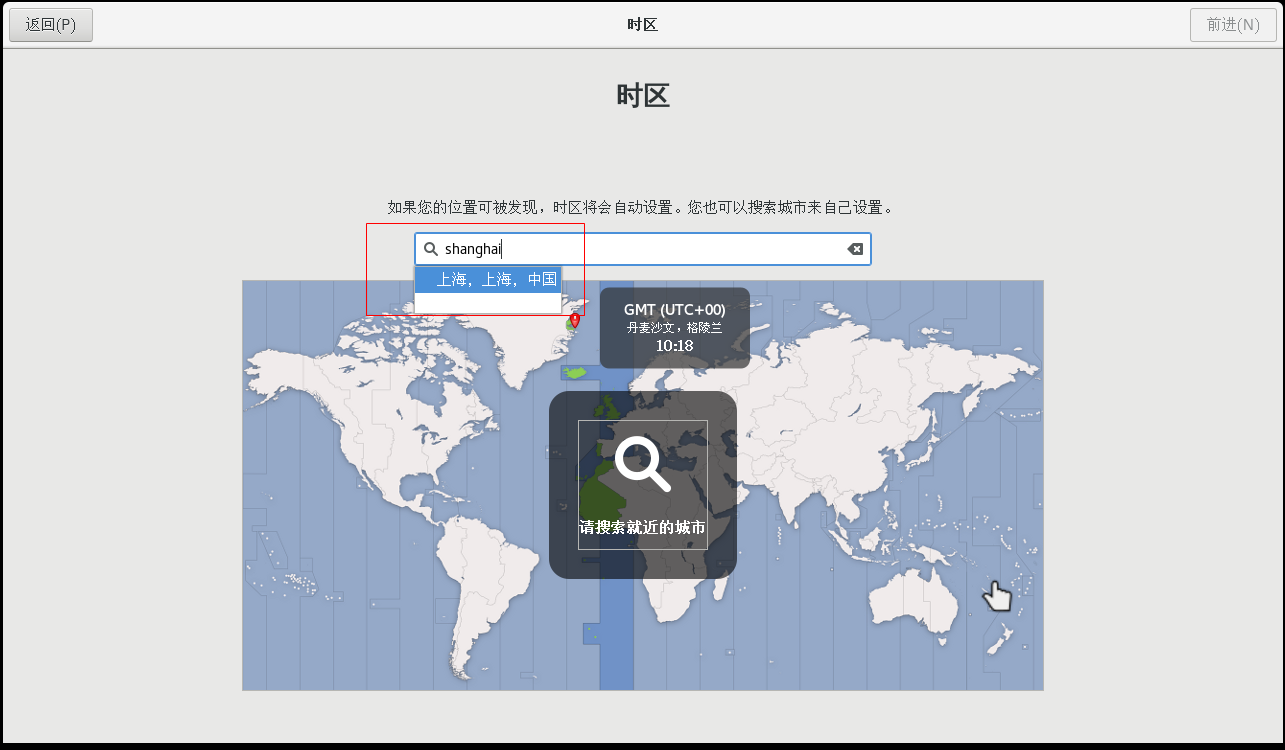 返回(P)
时区
前进(N)
时区
如果您的位置可被发现，时区将会自动设置。您也可以搜索城市来自己设置。
shanghai
上海，上海，中国
GMT (UTC+00)
丹麦沙文，格陵兰
10:18
请搜索就近的城市